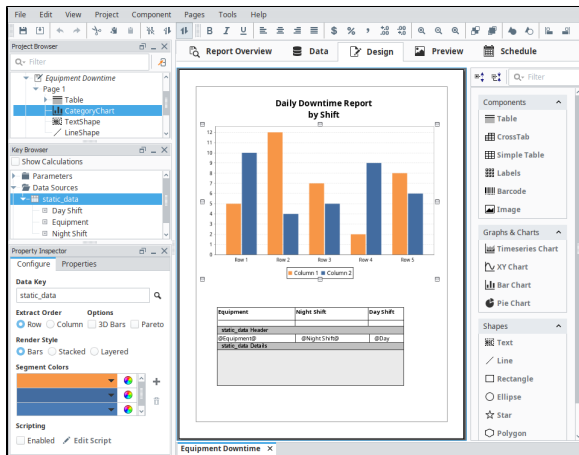 File Edit View Project Component Pages Tools Help
B I U $ % ,
Report Overview Data Design Preview Schedule
Project Browser
Filter
Equipment Downtime
Page 1
Table
CategoryChart
TextShape
LineShape
Key Browser
Show Calculations
Parameters
Data Sources
static_data
Day Shift
Equipment
Night Shift
Property Inspector
Configure Properties
Data Key
static_data
Extract Order Options
Row Column 3D Bars Pareto
Render Style
Bars Stacked Layered
Segment Colors
Scripting
Enabled Edit Script
Daily Downtime Report
by Shift
12
11
10
9
8
7
6
5
4
3
2
1
0
Row 1 Row 2 Row 3 Row 4 Row 5
Column 1 Column 2
Equipment Night Shift Day Shift
static_data Header
@Equipment@ @Night Shift@ @Day
static_data Details
Equipment Downtime X
Filter
Components
Table
CrossTab
Simple Table
Labels
Barcode
Image
Graphs & Charts
Timeseries Chart
XY Chart
Bar Chart
Pie Chart
Shapes
Text
Line
Rectangle
Ellipse
Star
Polygon